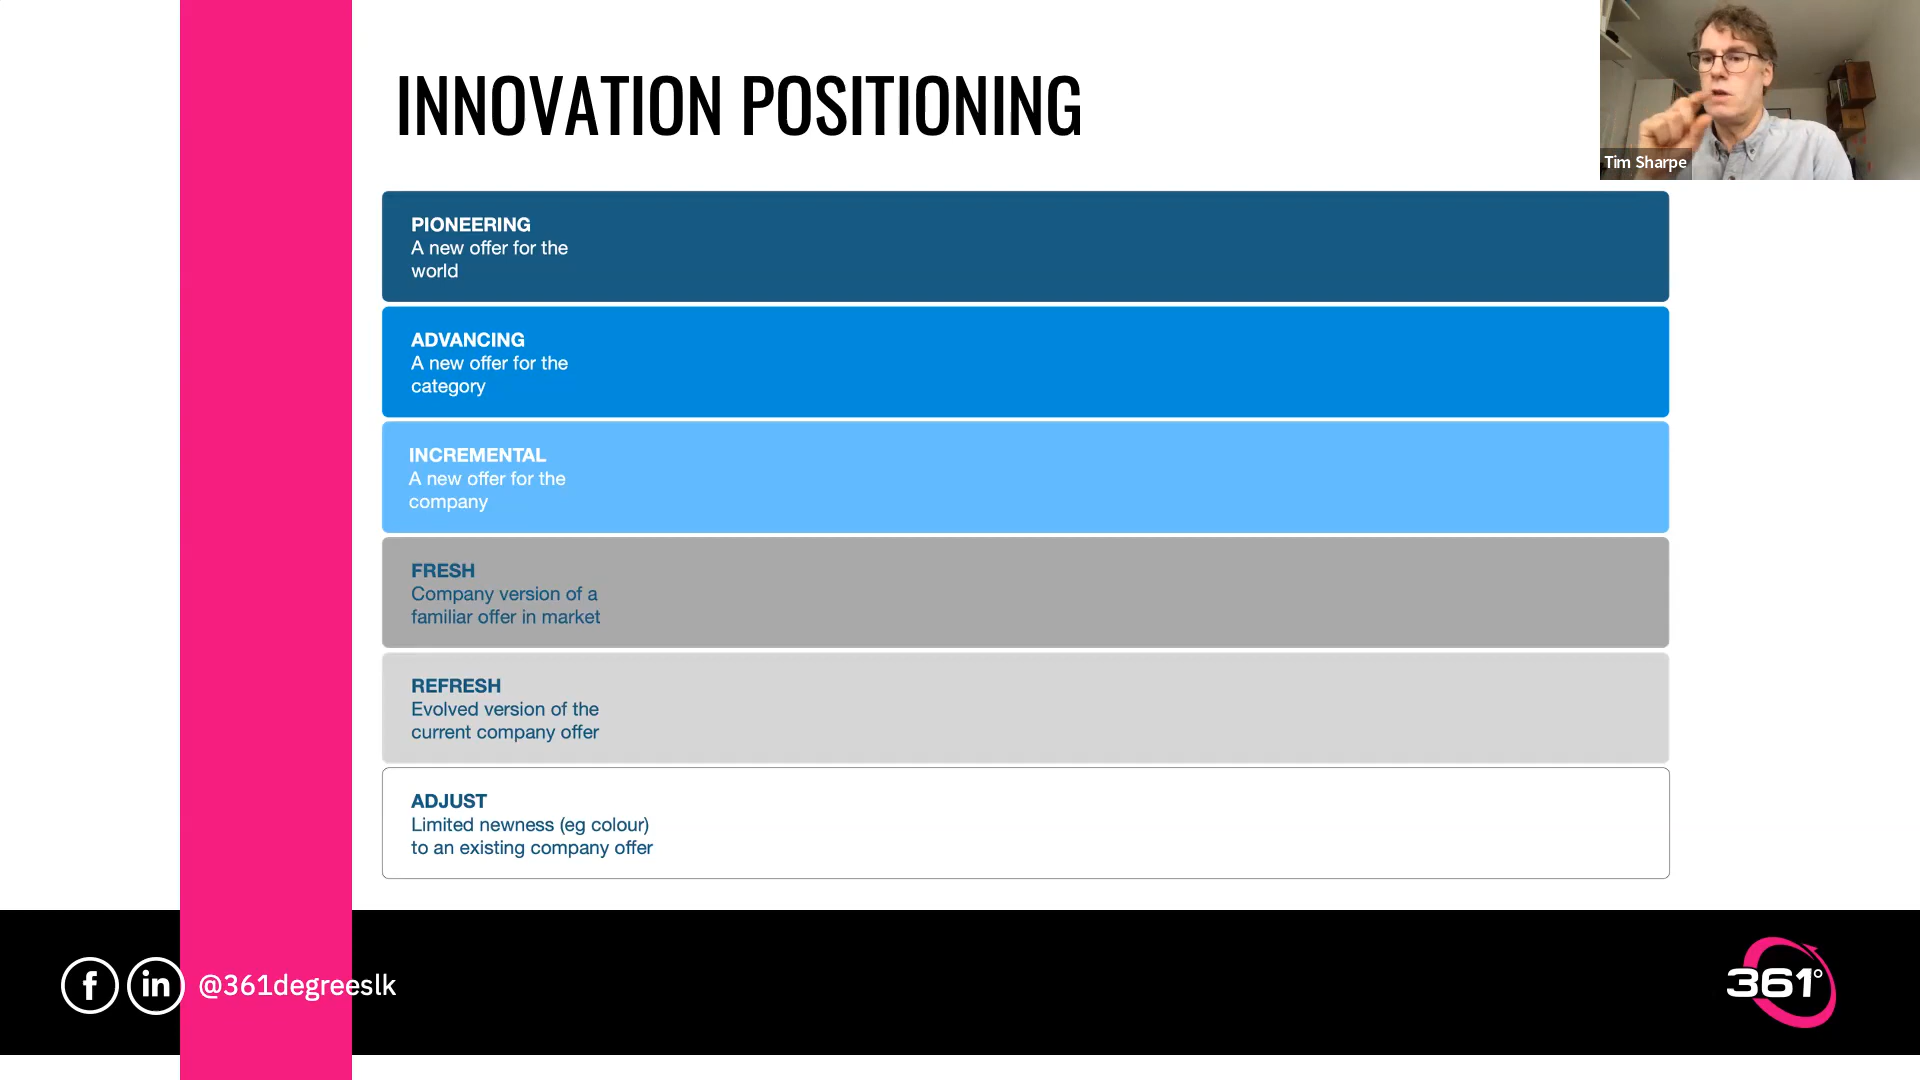 INNOVATION POSITIONING
Tim Sharpe
PIONEERING
A new offer for the
world
ADVANCING
A new offer for the
category
INCREMENTAL
A new offer for the
company
FRESH
Company version of a
familiar offer in market
REFRESH
Evolved version of the
current company offer
ADJUST
Limited newness (eg colour)
to an existing company offer
f in @361degreeslk
361°